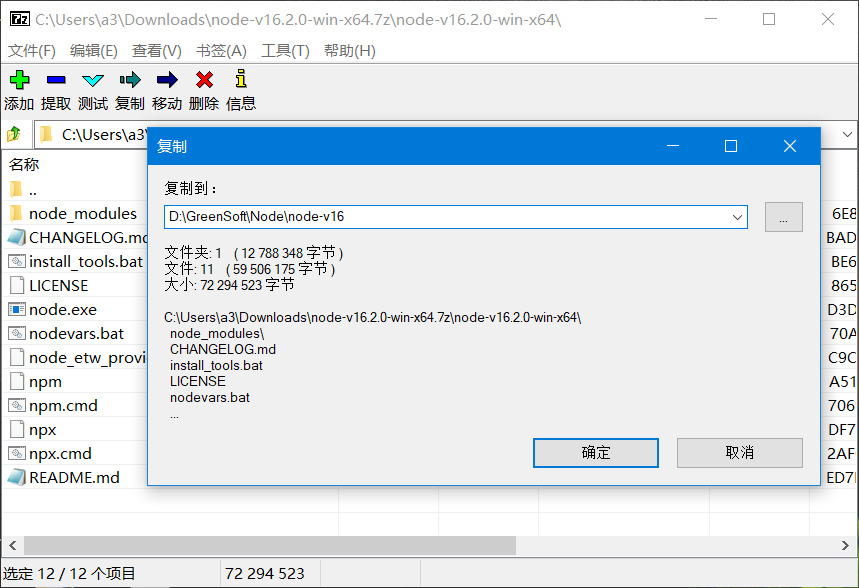 7z C:\Users\a3\Downloads\node-v16.2.0-win-x64.7z\node-v16.2.0-win-x64\
文件(F) 编辑(E) 查看(V) 书签(A) 工具(T) 帮助(H)
添加 提取 测试 复制 移动 删除 信息
C:\Users\a3\
名称
..
node_modules 6E8
CHANGELOG.md BAD
install_tools.bat BE6
LICENSE 865
node.exe D3D
nodevars.bat 70A
node_etw_provi C9C
npm A51
npm.cmd 706
npx DF7
npx.cmd 2AF
README.md ED7
复制
复制到：
D:\GreenSoft\Node\node-v16
...
文件夹: 1 ( 12 788 348 字节 )
文件: 11 ( 59 506 175 字节 )
大小: 72 294 523 字节
C:\Users\a3\Downloads\node-v16.2.0-win-x64.7z\node-v16.2.0-win-x64\
node_modules\
CHANGELOG.md
install_tools.bat
LICENSE
nodevars.bat
...
确定 取消
选定 12 / 12 个项目 72 294 523